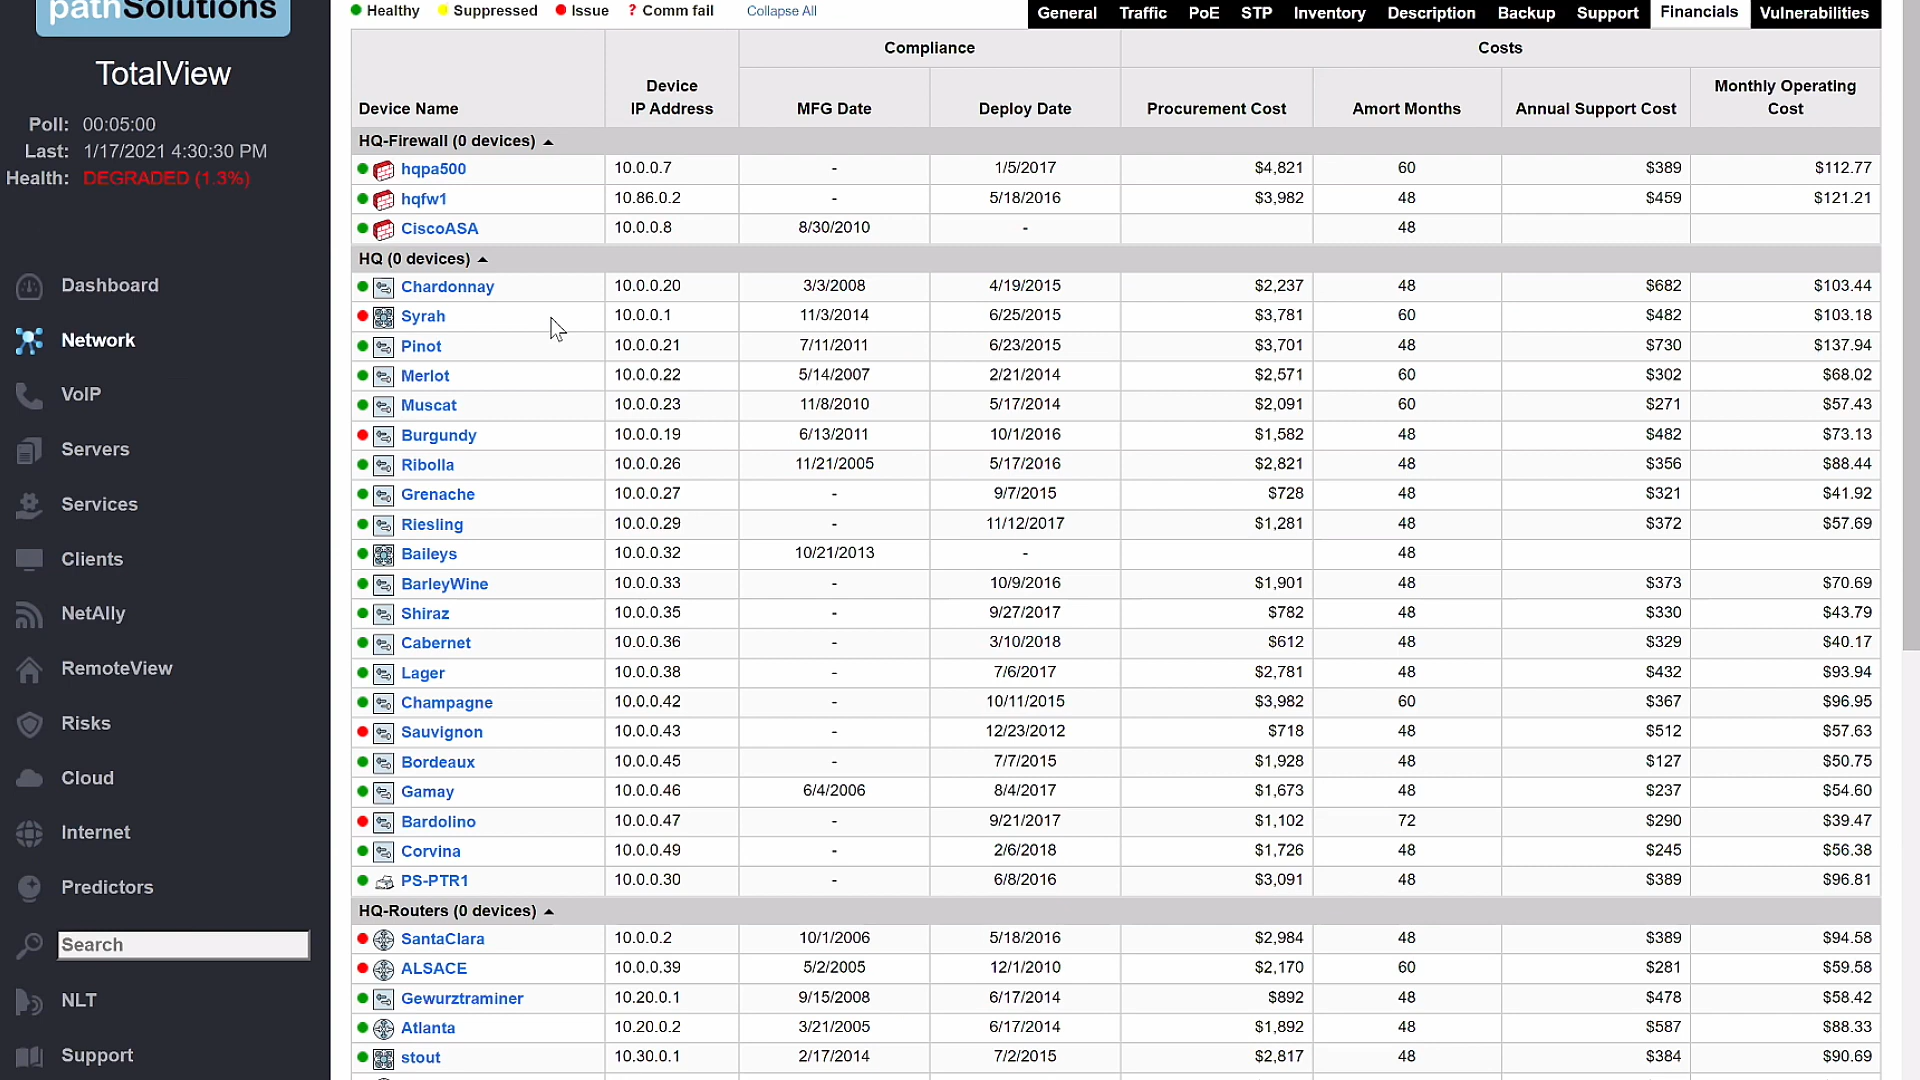 pathSolutions
TotalView
Poll: 00:05:00
Last: 1/17/2021 4:30:30 PM
Health: DEGRADED (1.3%)
Dashboard
Network
VoIP
Servers
Services
Clients
NetAlly
RemoteView
Risks
Cloud
Internet
Predictors
Search
NLT
Support
Healthy Suppressed Issue ? Comm fail Collapse All
General Traffic PoE STP Inventory Description Backup Support Financials Vulnerabilities
Compliance Costs
Device Name Device IP Address MFG Date Deploy Date Procurement Cost Amort Months Annual Support Cost Monthly Operating Cost
HQ-Firewall (0 devices)
hqpa500 10.0.0.7 - 1/5/2017 $4,821 60 $389 $112.77
hqfw1 10.86.0.2 - 5/18/2016 $3,982 48 $459 $121.21
CiscoASA 10.0.0.8 8/30/2010 - 48
HQ (0 devices)
Chardonnay 10.0.0.20 3/3/2008 4/19/2015 $2,237 48 $682 $103.44
Syrah 10.0.0.1 11/3/2014 6/25/2015 $3,781 60 $482 $103.18
Pinot 10.0.0.21 7/11/2011 6/23/2015 $3,701 48 $730 $137.94
Merlot 10.0.0.22 5/14/2007 2/21/2014 $2,571 60 $302 $68.02
Muscat 10.0.0.23 11/8/2010 5/17/2014 $2,091 60 $271 $57.43
Burgundy 10.0.0.19 6/13/2011 10/1/2016 $1,582 48 $482 $73.13
Ribolla 10.0.0.26 11/21/2005 5/17/2016 $2,821 48 $356 $88.44
Grenache 10.0.0.27 - 9/7/2015 $728 48 $321 $41.92
Riesling 10.0.0.29 - 11/12/2017 $1,281 48 $372 $57.69
Baileys 10.0.0.32 10/21/2013 - 48
BarleyWine 10.0.0.33 - 10/9/2016 $1,901 48 $373 $70.69
Shiraz 10.0.0.35 - 9/27/2017 $782 48 $330 $43.79
Cabernet 10.0.0.36 - 3/10/2018 $612 48 $329 $40.17
Lager 10.0.0.38 - 7/6/2017 $2,781 48 $432 $93.94
Champagne 10.0.0.42 - 10/11/2015 $3,982 60 $367 $96.95
Sauvignon 10.0.0.43 - 12/23/2012 $718 48 $512 $57.63
Bordeaux 10.0.0.45 - 7/7/2015 $1,928 48 $127 $50.75
Gamay 10.0.0.46 6/4/2006 8/4/2017 $1,673 48 $237 $54.60
Bardolino 10.0.0.47 - 9/21/2017 $1,102 72 $290 $39.47
Corvina 10.0.0.49 - 2/6/2018 $1,726 48 $245 $56.38
PS-PTR1 10.0.0.30 - 6/8/2016 $3,091 48 $389 $96.81
HQ-Routers (0 devices)
SantaClara 10.0.0.2 10/1/2006 5/18/2016 $2,984 48 $389 $94.58
ALSACE 10.0.0.39 5/2/2005 12/1/2010 $2,170 60 $281 $59.58
Gewurztraminer 10.20.0.1 9/15/2008 6/17/2014 $892 48 $478 $58.42
Atlanta 10.20.0.2 3/21/2005 6/17/2014 $1,892 48 $587 $88.33
stout 10.30.0.1 2/17/2014 7/2/2015 $2,817 48 $384 $90.69